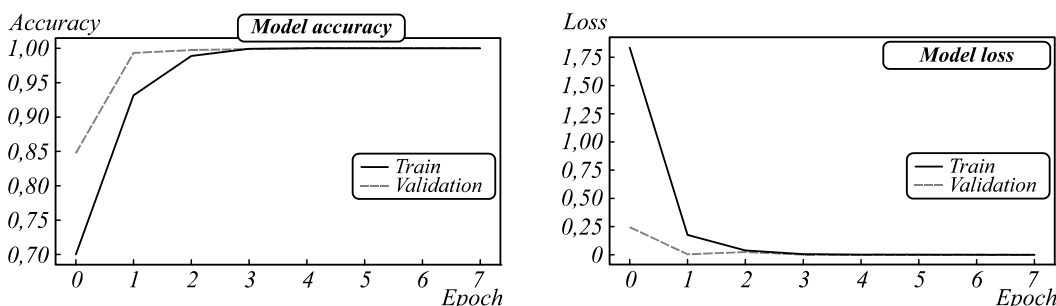 Accuracy
Model accuracy
1,00
0,95
0,90
0,85
0,80
0,75
0,70
Train
Validation
0 1 2 3 4 5 6 7
Epoch
Loss
Model loss
1,75
1,50
1,25
1,00
0,75
0,50
0,25
0
Train
Validation
0 1 2 3 4 5 6 7
Epoch